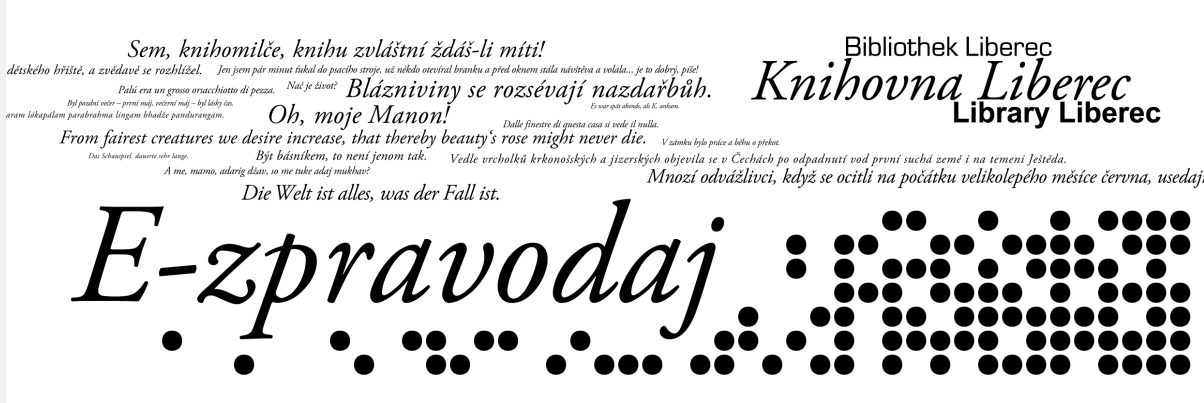 Sem, knihomilče, knihu zvláštní ždáš-li míti!
Bibliothek Liberec
dětského hřiště, a zvědavě se rozhlížel.
Jen jsem pár minut ťukal do psacího stroje, už někdo otevíral branku a před oknem stála návštěva a volala... je to dobrý, píše!
Knihovna Liberec
Palú era un grosso orsacchiotto di pezza.
Nač je život?
Blázniviny se rozsévají nazdařbůh.
Library Liberec
Byl pozdní večer – první máj, večerní máj – byl lásky čas.
Es war spät abends, als K. ankam.
aram lókapálam parabrahma lingam bhadže pandurangam.
Oh, moje Manon!
Dalle finestre di questa casa si vede il nulla.
From fairest creatures we desire increase, that thereby beauty‘s rose might never die.
V zámku bylo práce a běhu o překot.
Das Schauspiel dauerte sehr lange.
Být básníkem, to není jenom tak.
Vedle vrcholků krkonošských a jizerských objevila se v Čechách po odpadnutí vod první suchá země i na temeni Ještěda.
A me, mamo, adarig džav, so me tuke adaj mukhav?
Mnozí odvážlivci, když se ocitli na počátku velikolepého měsíce června, usedají
Die Welt ist alles, was der Fall ist.
E-zpravodaj